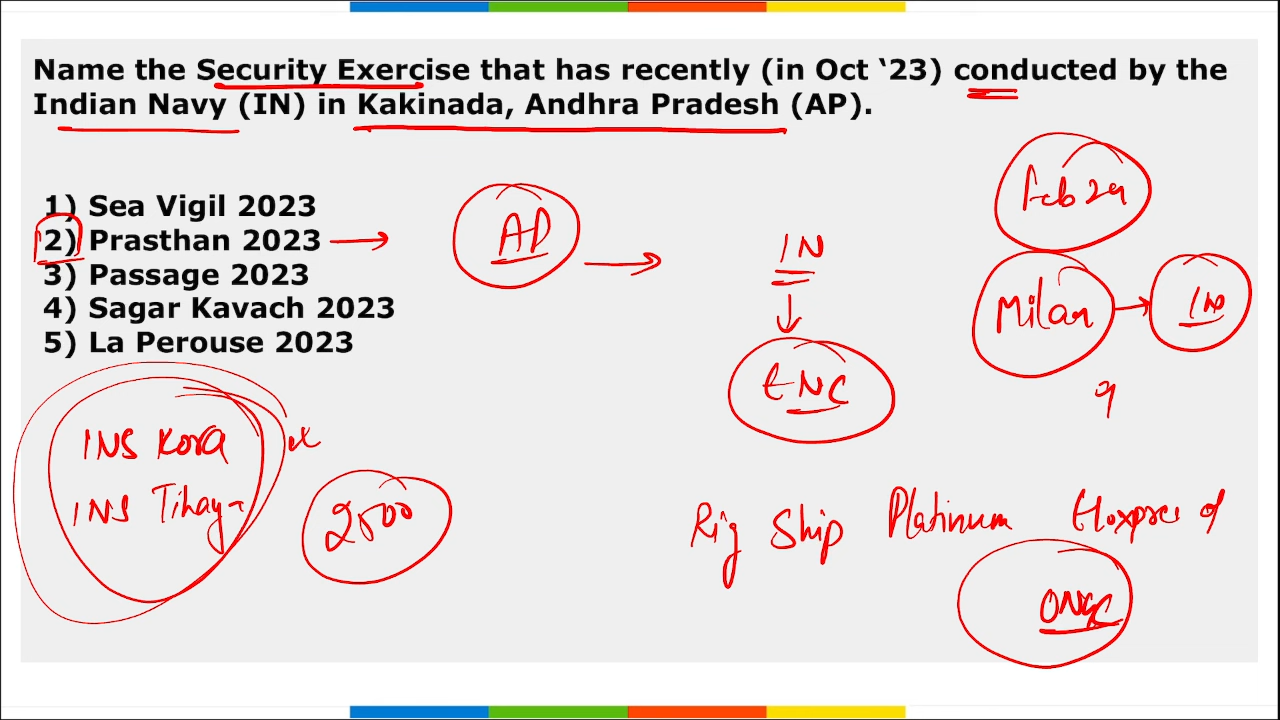 Name the Security Exercise that has recently (in Oct ‘23) conducted by the
Indian Navy (IN) in Kakinada, Andhra Pradesh (AP).
1) Sea Vigil 2023
2) Prasthan 2023
3) Passage 2023
4) Sagar Kavach 2023
5) La Perouse 2023
AP
IN
ENC
Feb 24
Milan
IN
INS Kora
INS
2500
Rig Ship Platinum
ONGC